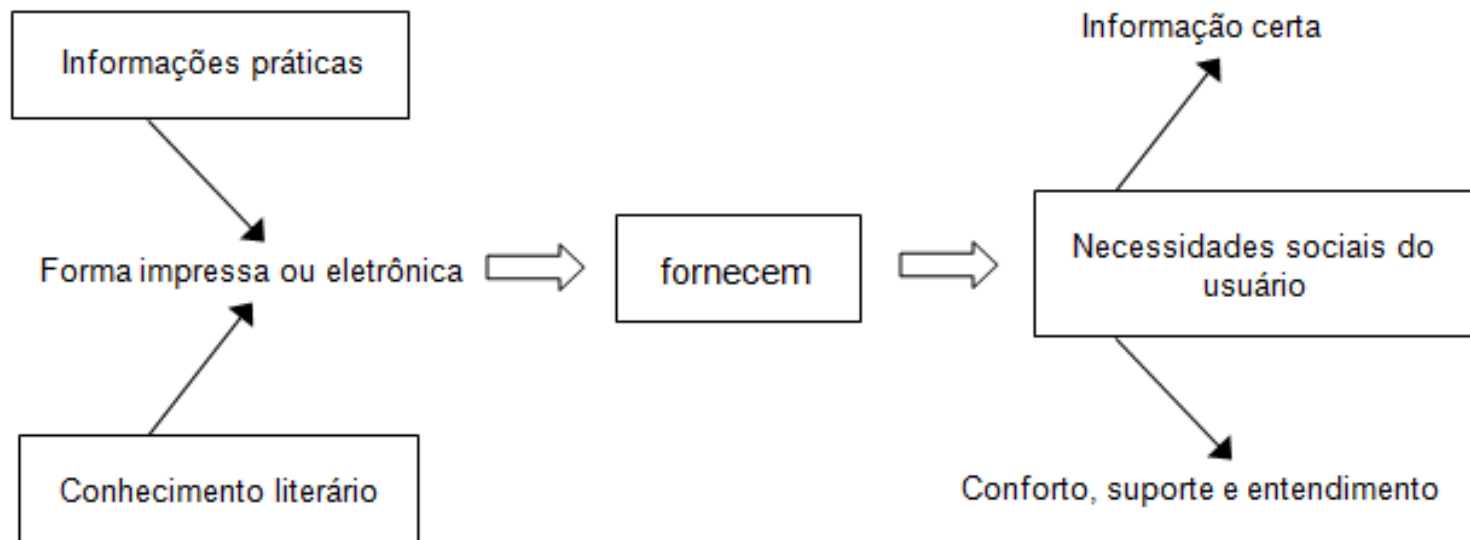 Informações práticas
Forma impressa ou eletrônica
Conhecimento literário
fornecem
Informação certa
Necessidades sociais do
usuário
Conforto, suporte e entendimento